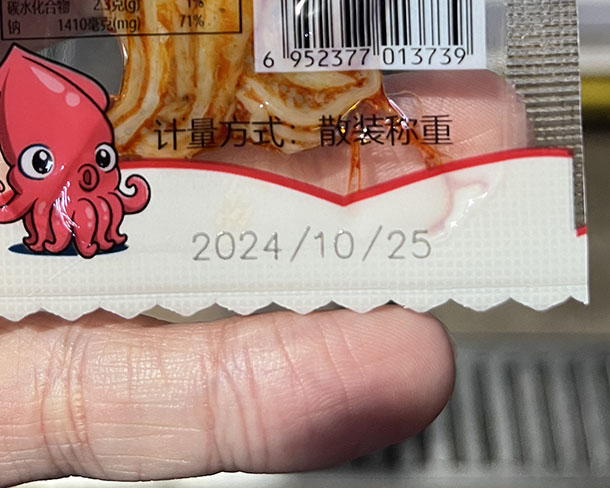 碳水化合物 2.3克(g) 1%
钠 1410毫克(mg) 71%
6 952377 013739
计量方式：散装称重
2024/10/25